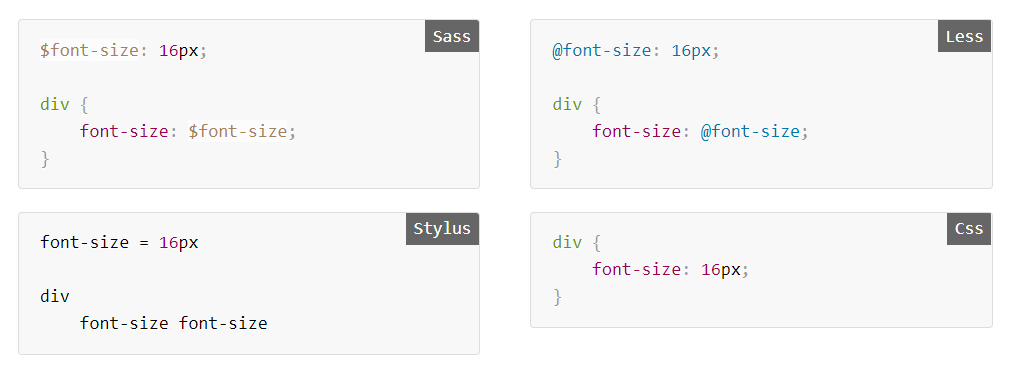 Sass
$font-size: 16px;
div {
    font-size: $font-size;
}
Less
@font-size: 16px;
div {
    font-size: @font-size;
}
Stylus
font-size = 16px
div
    font-size font-size
Css
div {
    font-size: 16px;
}